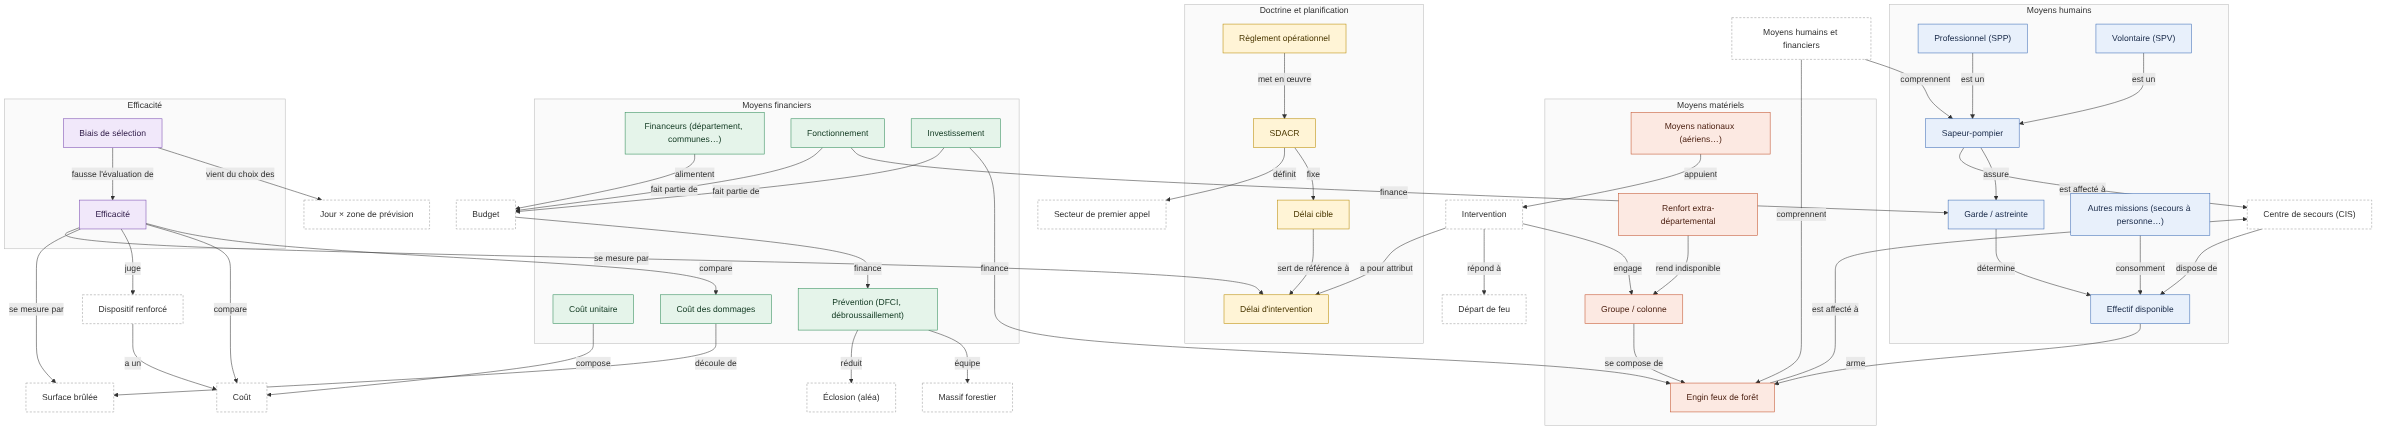 Doctrine et planification
Moyens humains
Règlement opérationnel
Moyens humains et
financiers
Professionnel (SPP)
Volontaire (SPV)
met en œuvre
comprennent
est un
est un
Efficacité
Moyens financiers
Moyens matériels
Biais de sélection
Financeurs (département,
communes…)
Fonctionnement
Investissement
SDACR
Moyens nationaux
(aériens…)
Sapeur-pompier
fausse l'évaluation de
vient du choix des
alimentent
fait partie de
fait partie de
définit
fixe
finance
appuient
assure
est affecté à
Efficacité
Jour × zone de prévision
Budget
Secteur de premier appel
Délai cible
Intervention
Renfort extra-
départemental
comprennent
Garde / astreinte
Autres missions (secours à
personne…)
Centre de secours (CIS)
juge
se mesure par
compare
finance
finance
sert de référence à
a pour attribut
répond à
engage
rend indisponible
détermine
consomment
dispose de
se mesure par
Dispositif renforcé
compare
Coût unitaire
Coût des dommages
Prévention (DFCI,
débroussaillement)
Délai d'intervention
Départ de feu
Groupe / colonne
est affecté à
Effectif disponible
a un
compose
découle de
réduit
équipe
se compose de
arme
Surface brûlée
Coût
Éclosion (aléa)
Massif forestier
Engin feux de forêt